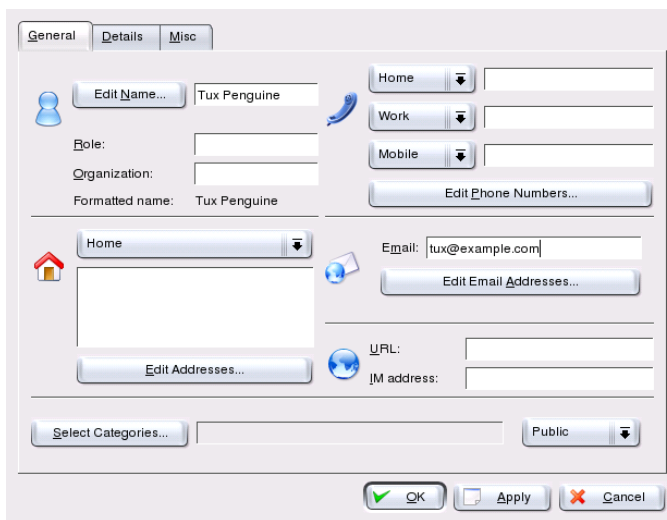 General Details Misc
Edit Name... Tux Penguine
Role:
Organization:
Formatted name: Tux Penguine
Home
Work
Mobile
Edit Phone Numbers...
Home
Edit Addresses...
Email: tux@example.com
Edit Email Addresses...
URL:
IM address:
Select Categories... Public
OK Apply Cancel